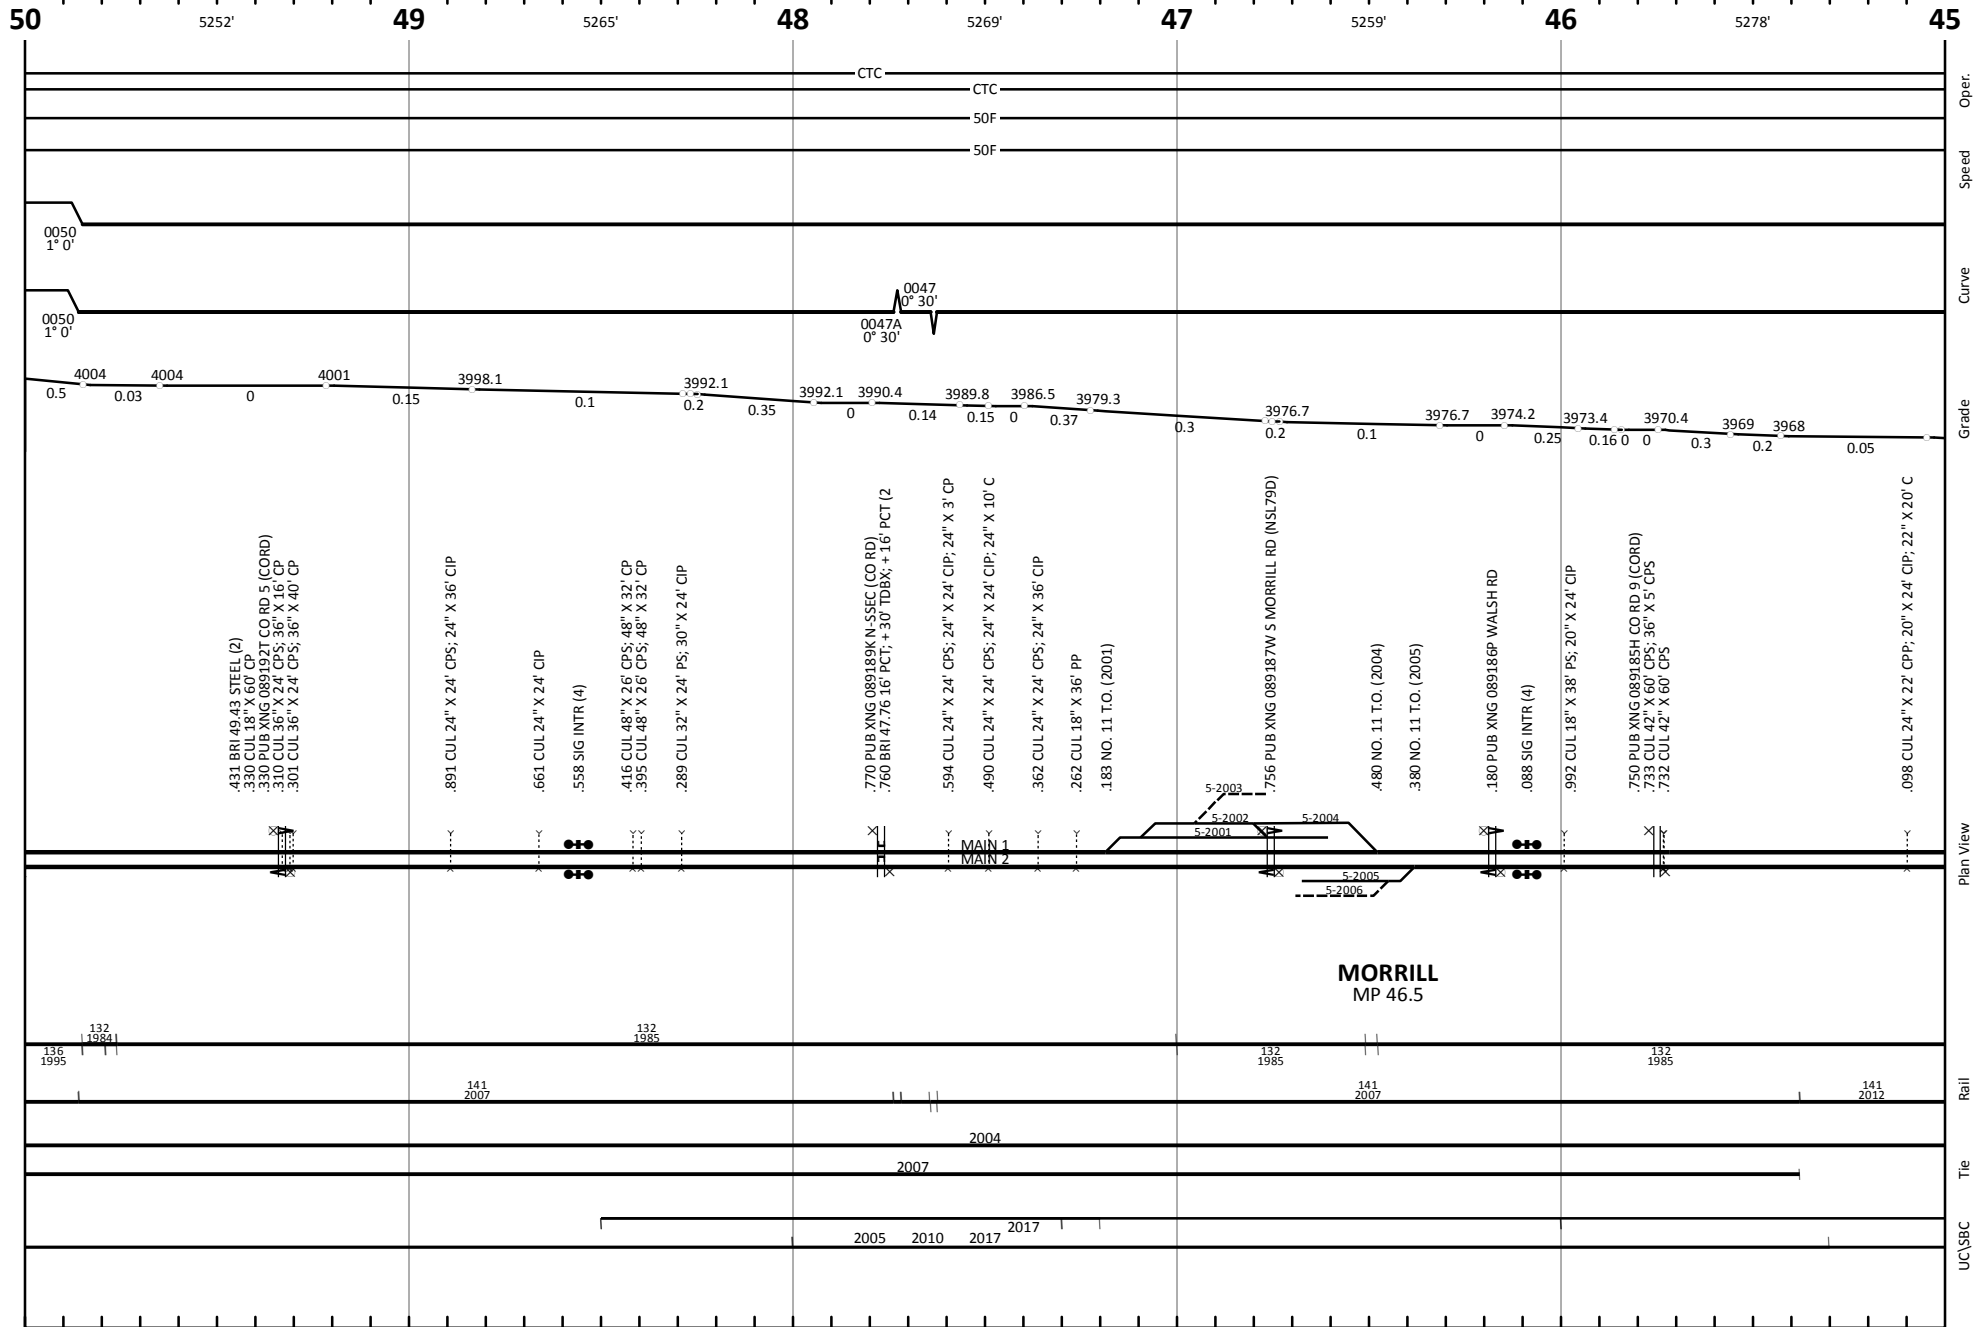 50
5252'
49
5265'
48
5269'
47
5259'
46
5278'
45
CTC
CTC
Oper.
50F
50F
Speed
0050
1° 0'
0050
1° 0'
0047
0° 30'
0047A
0° 30'
Curve
4004
4004
4001
3998.1
3992.1
3992.1
3990.4
3989.8
3986.5
3979.3
3976.7
3976.7
3974.2
3973.4
3970.4
3969
3968
0.5
0.03
0
0.15
0.1
0.2
0.35
0
0.14
0.15
0
0.37
0.3
0.2
0.1
0
0.25
0.16
0
0
0.3
0.2
0.05
Grade
.431 BRI 49.43 STEEL (2)
.330 CUL 18" X 60' CP
.330 PUB XNG 089192T CO RD 5 (CORD)
.310 CUL 36" X 24' CPS; 36" X 16' CP
.301 CUL 36" X 24' CPS; 36" X 40' CP
.891 CUL 24" X 24' CPS; 24" X 36' CIP
.661 CUL 24" X 24' CIP
.558 SIG INTR (4)
.416 CUL 48" X 26' CPS; 48" X 32' CP
.395 CUL 48" X 26' CPS; 48" X 32' CP
.289 CUL 32" X 24' PS; 30" X 24' CIP
.770 PUB XNG 089189K N-SSEC (CO RD)
.760 BRI 47.76 16' PCT; + 30' TDBX; + 16' PCT (2
.594 CUL 24" X 24' CPS; 24" X 24' CIP; 24" X 3' CP
.490 CUL 24" X 24' CPS; 24" X 24' CIP; 24" X 10' C
.362 CUL 24" X 24' CPS; 24" X 36' CIP
.262 CUL 18" X 36' PP
.183 NO. 11 T.O. (2001)
.756 PUB XNG 089187W S MORRILL RD (NSL79D)
.480 NO. 11 T.O. (2004)
.380 NO. 11 T.O. (2005)
.180 PUB XNG 089186P WALSH RD
.088 SIG INTR (4)
.992 CUL 18" X 38' PS; 20" X 24' CIP
.750 PUB XNG 089185H CO RD 9 (CORD)
.733 CUL 42" X 60' CPS; 36" X 5' CPS
.732 CUL 42" X 60' CPS
.098 CUL 24" X 22' CPP; 20" X 24' CIP; 22" X 20' C
5-2003
5-2002
5-2004
5-2001
MAIN 1
MAIN 2
5-2005
5-2006
Plan View
MORRILL
MP 46.5
132
1984
132
1985
136
1995
132
1985
132
1985
141
2007
141
2007
141
2012
Rail
2004
2007
Tie
2017
2005
2010
2017
UC\SBC